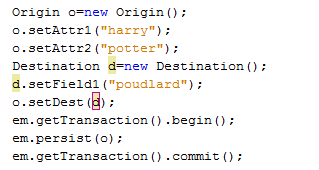 Origin o=new Origin();
o.setAttr1("harry");
o.setAttr2("potter");
Destination d=new Destination();
d.setField1("poudlard");
o.setDest(d);
em.getTransaction().begin();
em.persist(o);
em.getTransaction().commit();